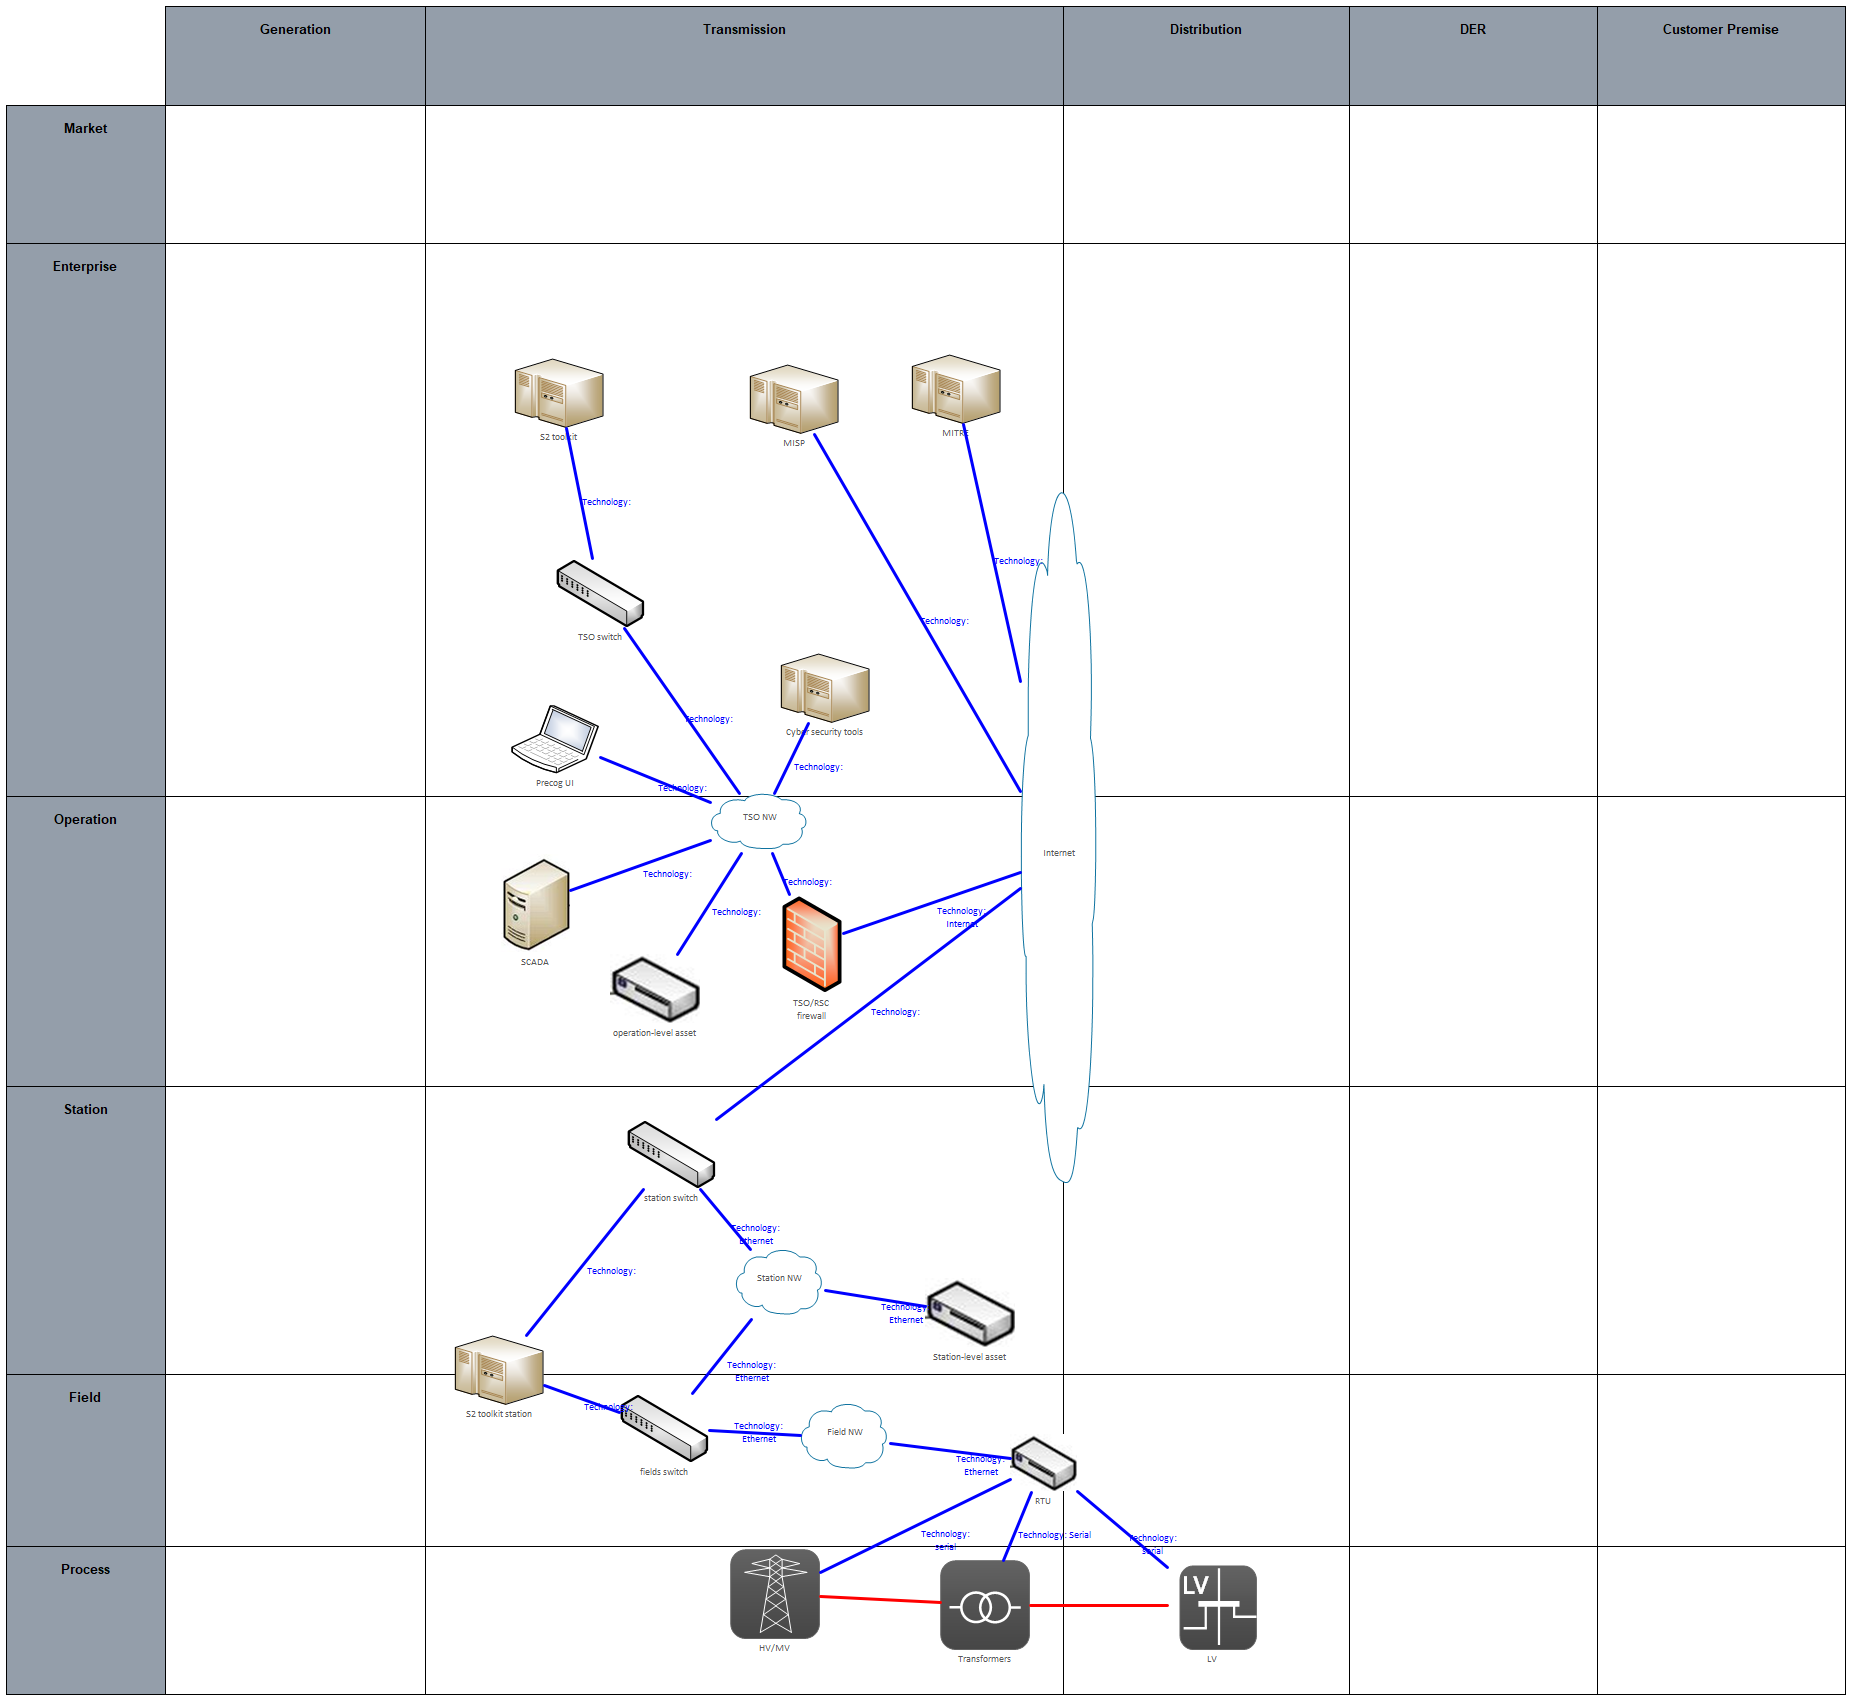 Generation
Transmission
Distribution
DER
Customer Premise
Market
Enterprise
S2 toolkit
MISP
MITRE
Technology:
Technology:
Technology:
TSO switch
Technology:
Cyber security tools
Technology:
Precog UI
Technology:
Operation
TSO NW
Internet
Technology:
Technology:
Technology:
Technology:
Internet
SCADA
TSO/RSC
firewall
Technology:
operation-level asset
Station
station switch
Technology:
Ethernet
Technology:
Station NW
Technology:
Ethernet
Station-level asset
Technology:
Ethernet
Field
Technology:
S2 toolkit station
Technology:
Ethernet
Field NW
Technology:
Ethernet
fields switch
RTU
Technology:
serial
Technology: Serial
Technology:
serial
Process
LV
HV/MV
Transformers
LV